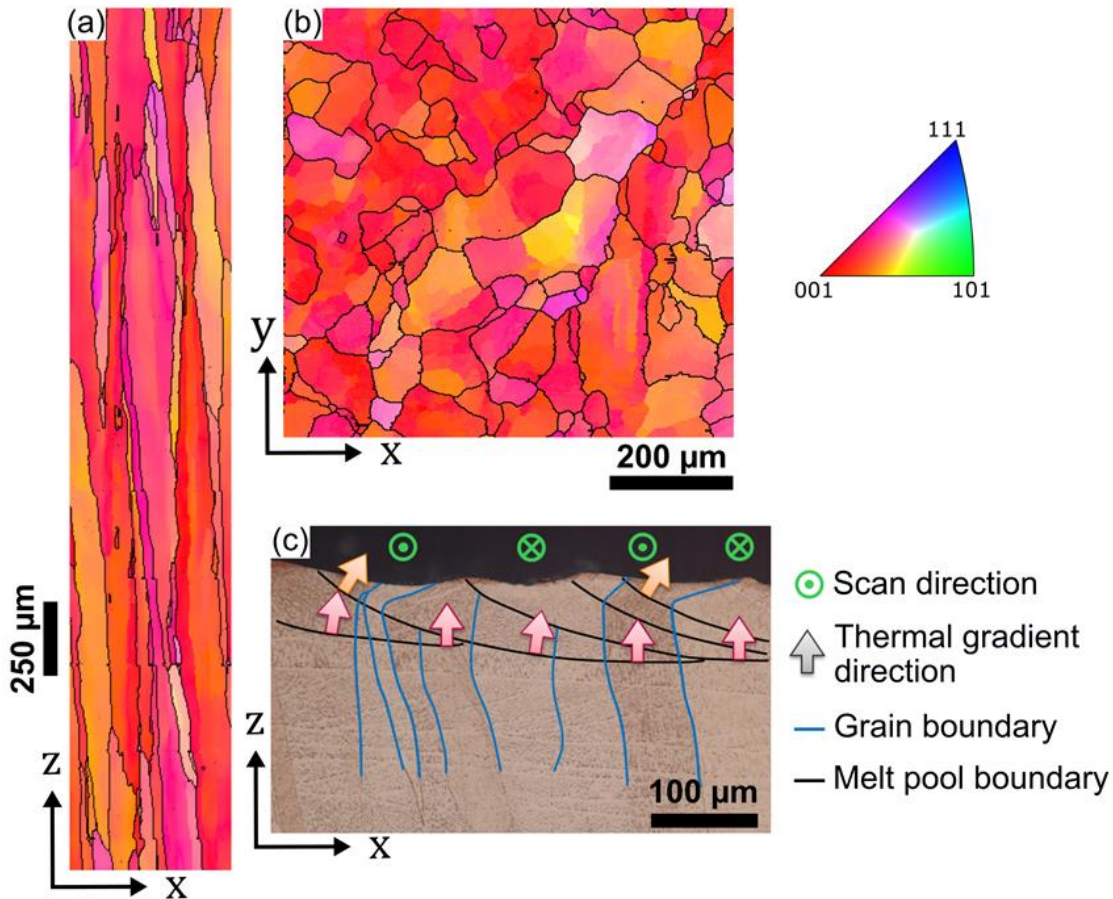 (a)
(b)
111
001
101
y
x
200 µm
250 µm
z
x
(c)
z
x
100 µm
Scan direction
Thermal gradient
direction
Grain boundary
Melt pool boundary